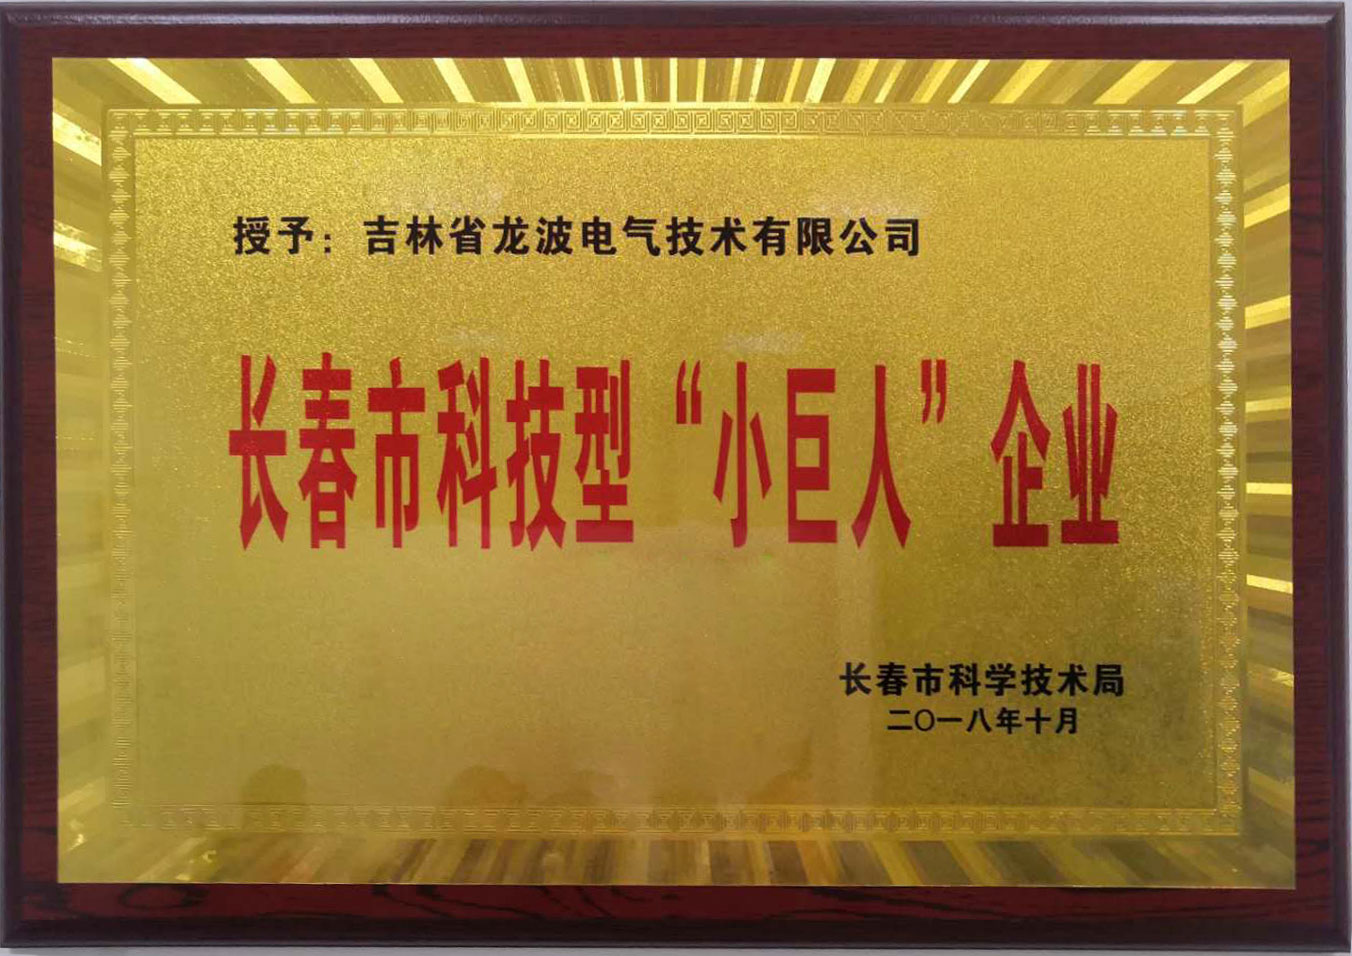 授予：吉林省龙波电气技术有限公司
长春市科技型“小巨人”企业
长春市科学技术局
二〇一八年十月